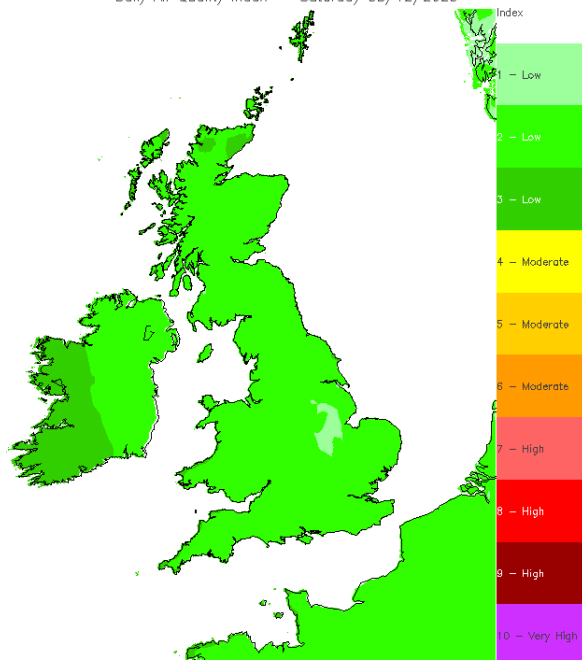 Index
1 - Low
2 - Low
3 - Low
4 - Moderate
5 - Moderate
6 - Moderate
7 - High
8 - High
9 - High
10 - Very High